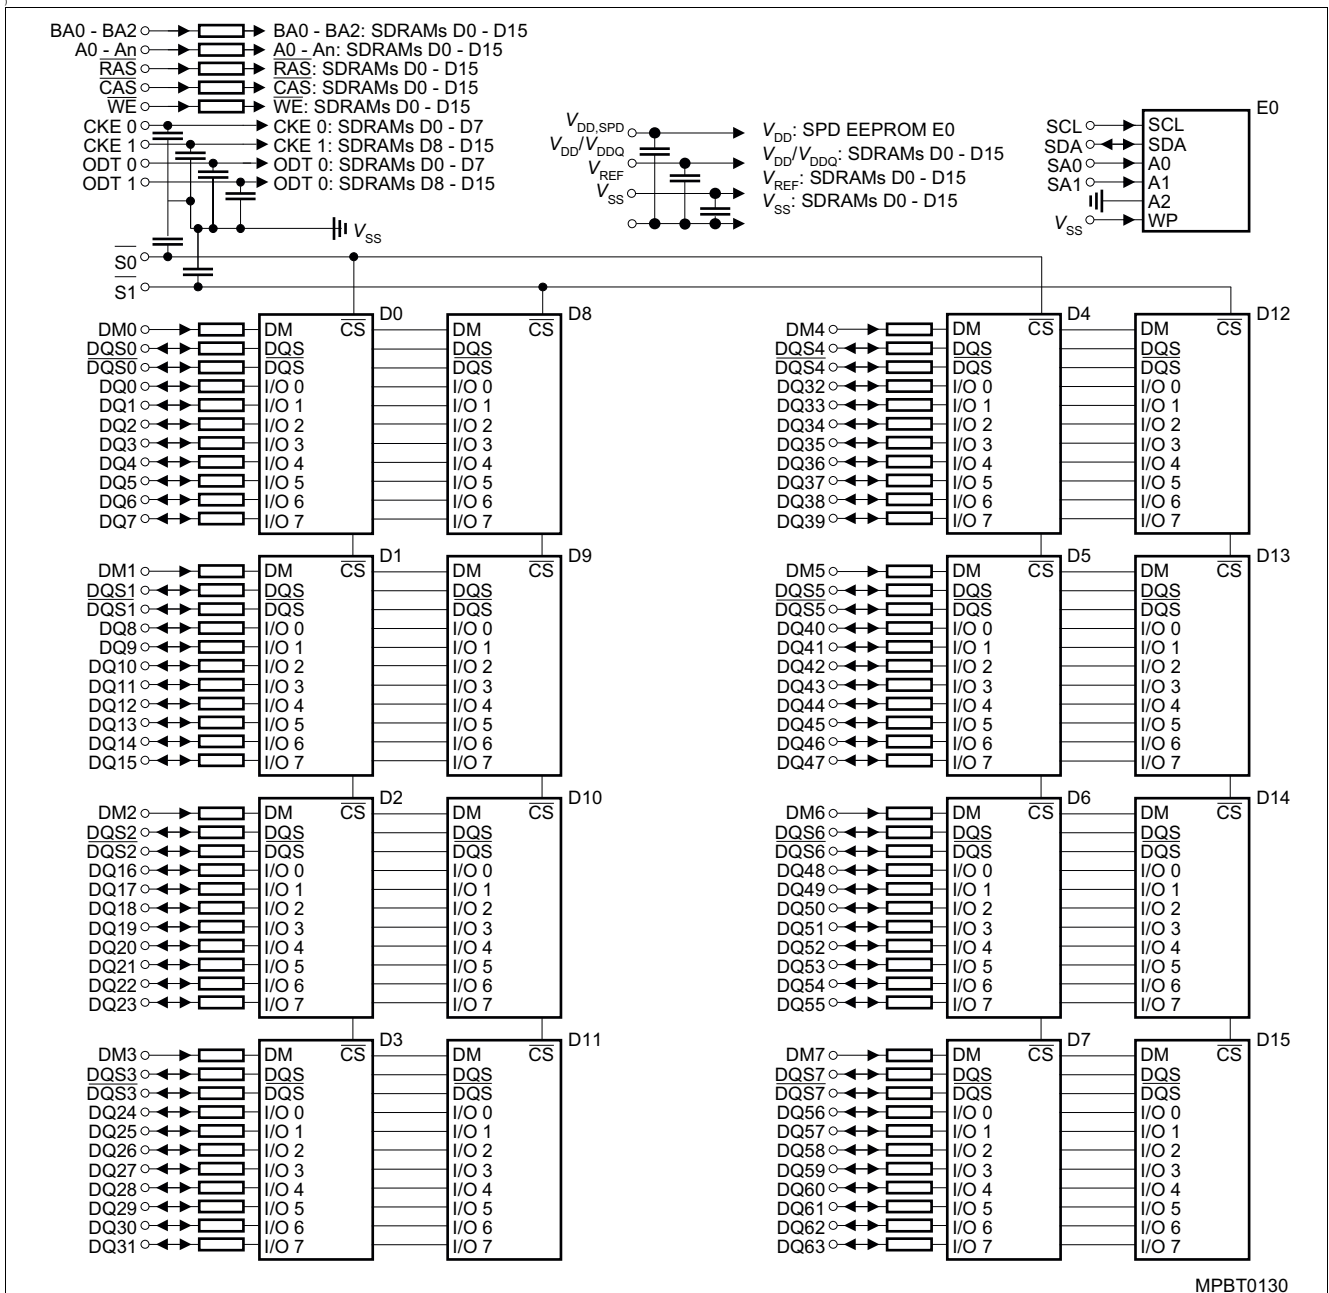 BA0 - BA2 BA0 - BA2: SDRAMs D0 - D15
A0 - An A0 - An: SDRAMs D0 - D15
RAS RAS: SDRAMs D0 - D15
CAS CAS: SDRAMs D0 - D15
WE WE: SDRAMs D0 - D15
CKE 0 CKE 0: SDRAMs D0 - D7
CKE 1 CKE 1: SDRAMs D8 - D15
ODT 0 ODT 0: SDRAMs D0 - D7
ODT 1 ODT 0: SDRAMs D8 - D15
VSS
S0
S1
VDD,SPD VDD: SPD EEPROM E0
VDD/VDDQ VDD/VDDQ: SDRAMs D0 - D15
VREF VREF: SDRAMs D0 - D15
VSS VSS: SDRAMs D0 - D15
E0
SCL SCL
SDA SDA
SA0 A0
SA1 A1
A2
VSS WP
D0 D8 D4 D12
DM0 DM CS DM CS DM4 DM CS DM CS
DQS0 DQS DQS DQS4 DQS DQS
DQS0 DQS DQS DQS4 DQS DQS
DQ0 I/O 0 I/O 0 DQ32 I/O 0 I/O 0
DQ1 I/O 1 I/O 1 DQ33 I/O 1 I/O 1
DQ2 I/O 2 I/O 2 DQ34 I/O 2 I/O 2
DQ3 I/O 3 I/O 3 DQ35 I/O 3 I/O 3
DQ4 I/O 4 I/O 4 DQ36 I/O 4 I/O 4
DQ5 I/O 5 I/O 5 DQ37 I/O 5 I/O 5
DQ6 I/O 6 I/O 6 DQ38 I/O 6 I/O 6
DQ7 I/O 7 I/O 7 DQ39 I/O 7 I/O 7
D1 D9 D5 D13
DM1 DM CS DM CS DM5 DM CS DM CS
DQS1 DQS DQS DQS5 DQS DQS
DQS1 DQS DQS DQS5 DQS DQS
DQ8 I/O 0 I/O 0 DQ40 I/O 0 I/O 0
DQ9 I/O 1 I/O 1 DQ41 I/O 1 I/O 1
DQ10 I/O 2 I/O 2 DQ42 I/O 2 I/O 2
DQ11 I/O 3 I/O 3 DQ43 I/O 3 I/O 3
DQ12 I/O 4 I/O 4 DQ44 I/O 4 I/O 4
DQ13 I/O 5 I/O 5 DQ45 I/O 5 I/O 5
DQ14 I/O 6 I/O 6 DQ46 I/O 6 I/O 6
DQ15 I/O 7 I/O 7 DQ47 I/O 7 I/O 7
D2 D10 D6 D14
DM2 DM CS DM CS DM6 DM CS DM CS
DQS2 DQS DQS DQS6 DQS DQS
DQS2 DQS DQS DQS6 DQS DQS
DQ16 I/O 0 I/O 0 DQ48 I/O 0 I/O 0
DQ17 I/O 1 I/O 1 DQ49 I/O 1 I/O 1
DQ18 I/O 2 I/O 2 DQ50 I/O 2 I/O 2
DQ19 I/O 3 I/O 3 DQ51 I/O 3 I/O 3
DQ20 I/O 4 I/O 4 DQ52 I/O 4 I/O 4
DQ21 I/O 5 I/O 5 DQ53 I/O 5 I/O 5
DQ22 I/O 6 I/O 6 DQ54 I/O 6 I/O 6
DQ23 I/O 7 I/O 7 DQ55 I/O 7 I/O 7
D3 D11 D7 D15
DM3 DM CS DM CS DM7 DM CS DM CS
DQS3 DQS DQS DQS7 DQS DQS
DQS3 DQS DQS DQS7 DQS DQS
DQ24 I/O 0 I/O 0 DQ56 I/O 0 I/O 0
DQ25 I/O 1 I/O 1 DQ57 I/O 1 I/O 1
DQ26 I/O 2 I/O 2 DQ58 I/O 2 I/O 2
DQ27 I/O 3 I/O 3 DQ59 I/O 3 I/O 3
DQ28 I/O 4 I/O 4 DQ60 I/O 4 I/O 4
DQ29 I/O 5 I/O 5 DQ61 I/O 5 I/O 5
DQ30 I/O 6 I/O 6 DQ62 I/O 6 I/O 6
DQ31 I/O 7 I/O 7 DQ63 I/O 7 I/O 7
MPBT0130